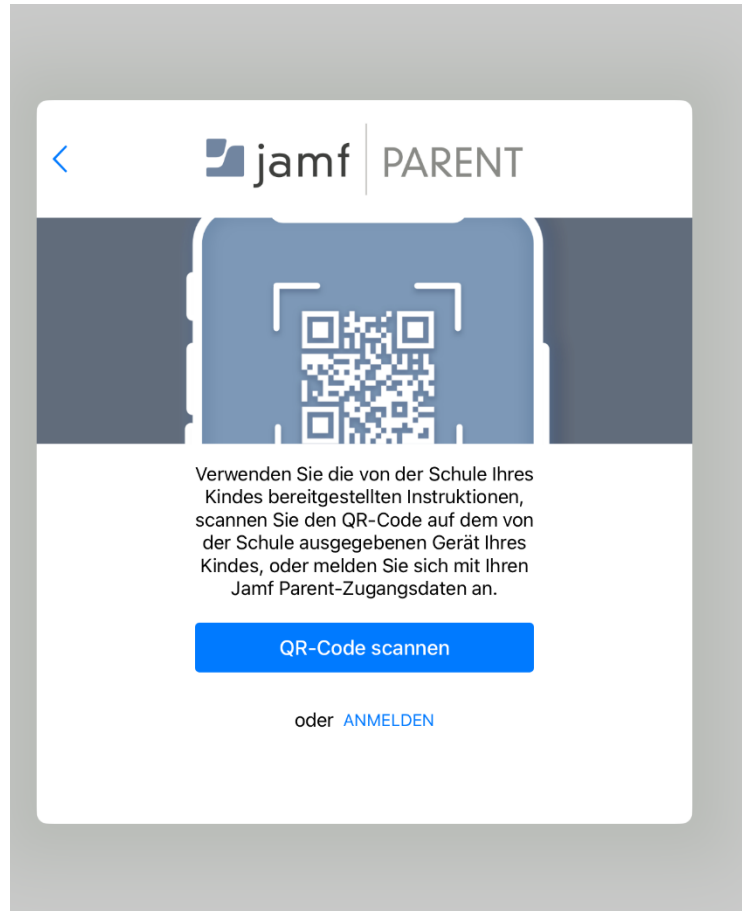 jamf PARENT
Verwenden Sie die von der Schule Ihres
Kindes bereitgestellten Instruktionen,
scannen Sie den QR-Code auf dem von
der Schule ausgegebenen Gerät Ihres
Kindes, oder melden Sie sich mit Ihren
Jamf Parent-Zugangsdaten an.
QR-Code scannen
oder ANMELDEN